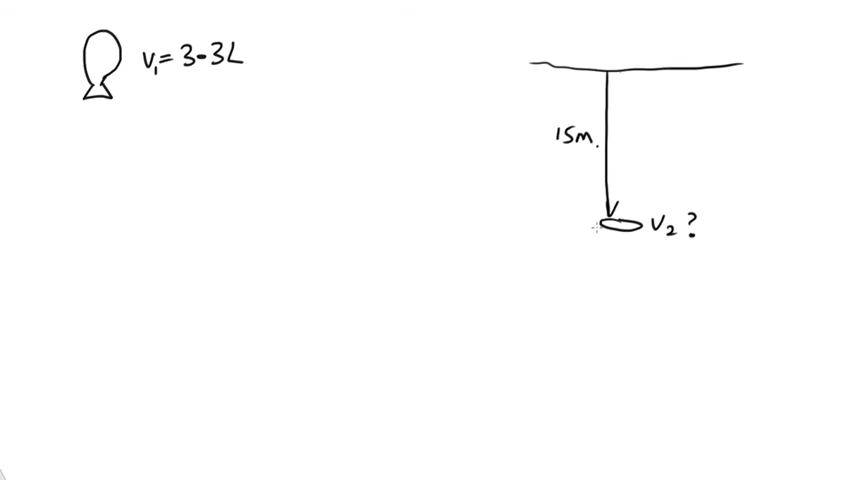 V₁ = 3-3L
15m.
V₂ ?